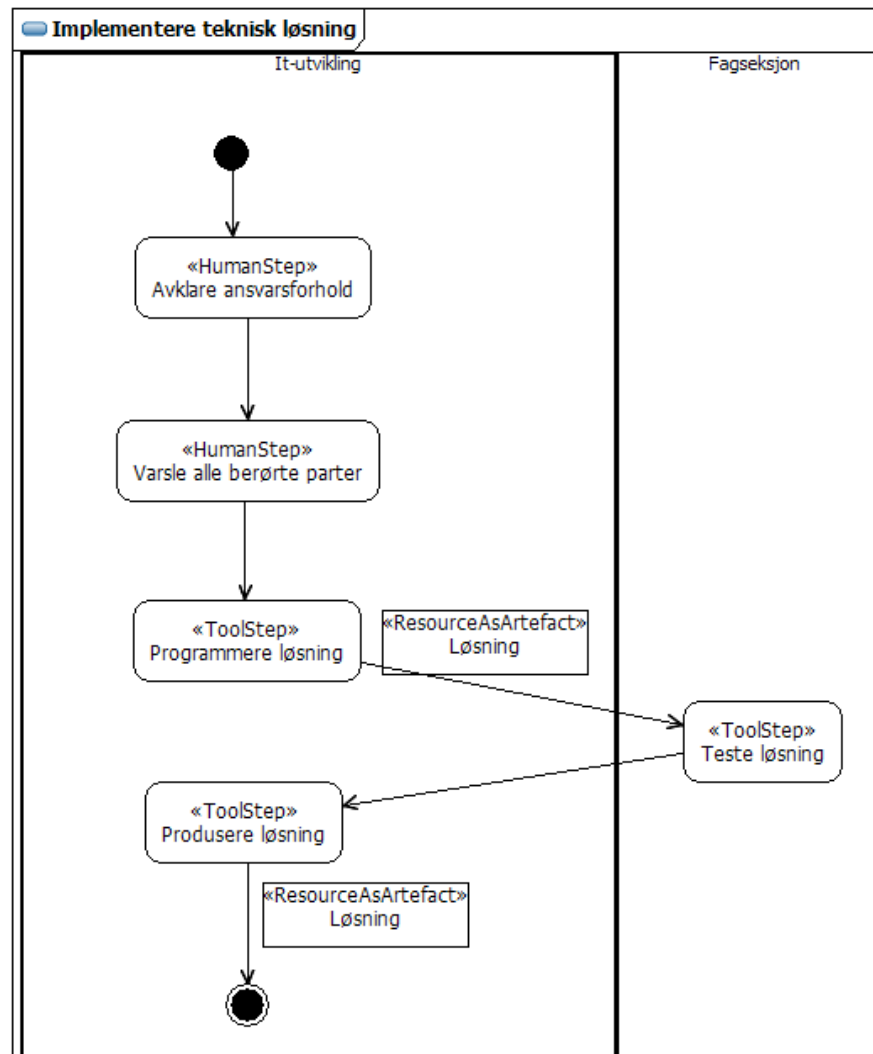 Implementere teknisk løsning
It-utvikling
Fagseksjon
«HumanStep»
Avklare ansvarsforhold
«HumanStep»
Varsle alle berørte parter
«ToolStep»
Programmere løsning
«ResourceAsArtefact»
Løsning
«ToolStep»
Teste løsning
«ToolStep»
Produsere løsning
«ResourceAsArtefact»
Løsning